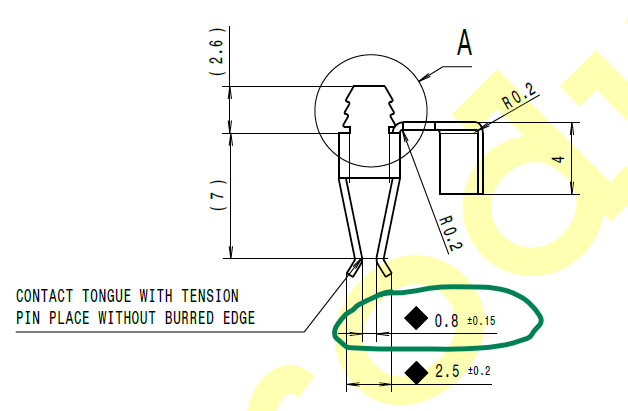 ( 2.6 )
A
R0.2
4
( 7 )
R0.2
CONTACT TONGUE WITH TENSION
PIN PLACE WITHOUT BURRED EDGE
0.8 ±0.15
2.5 ±0.2